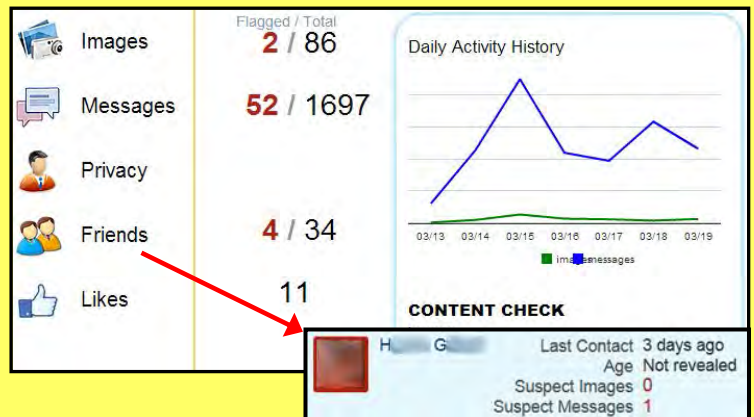 Flagged / Total
Images 2 / 86
Messages 52 / 1697
Privacy
Friends 4 / 34
Likes 11
Daily Activity History
03/13 03/14 03/15 03/16 03/17 03/18 03/19
images messages
CONTENT CHECK
H G
Last Contact 3 days ago
Age Not revealed
Suspect Images 0
Suspect Messages 1